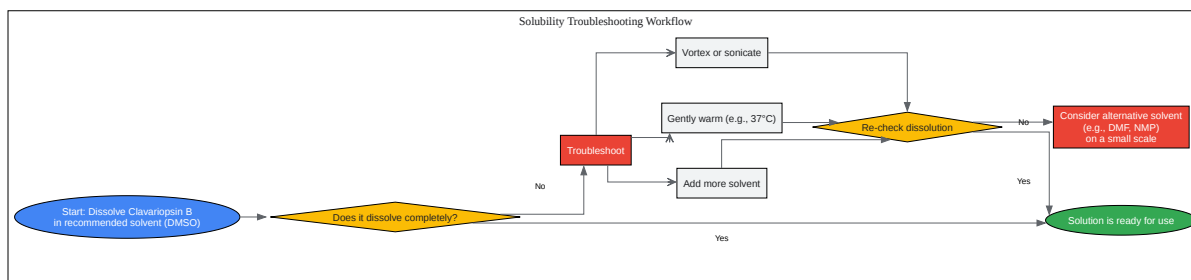 Solubility Troubleshooting Workflow
Vortex or sonicate
Gently warm (e.g., 37°C)
Re-check dissolution
No
Consider alternative solvent
(e.g., DMF, NMP)
on a small scale
Troubleshoot
Add more solvent
No
Yes
Start: Dissolve Clavariopsin B
in recommended solvent (DMSO)
Does it dissolve completely?
Yes
Solution is ready for use